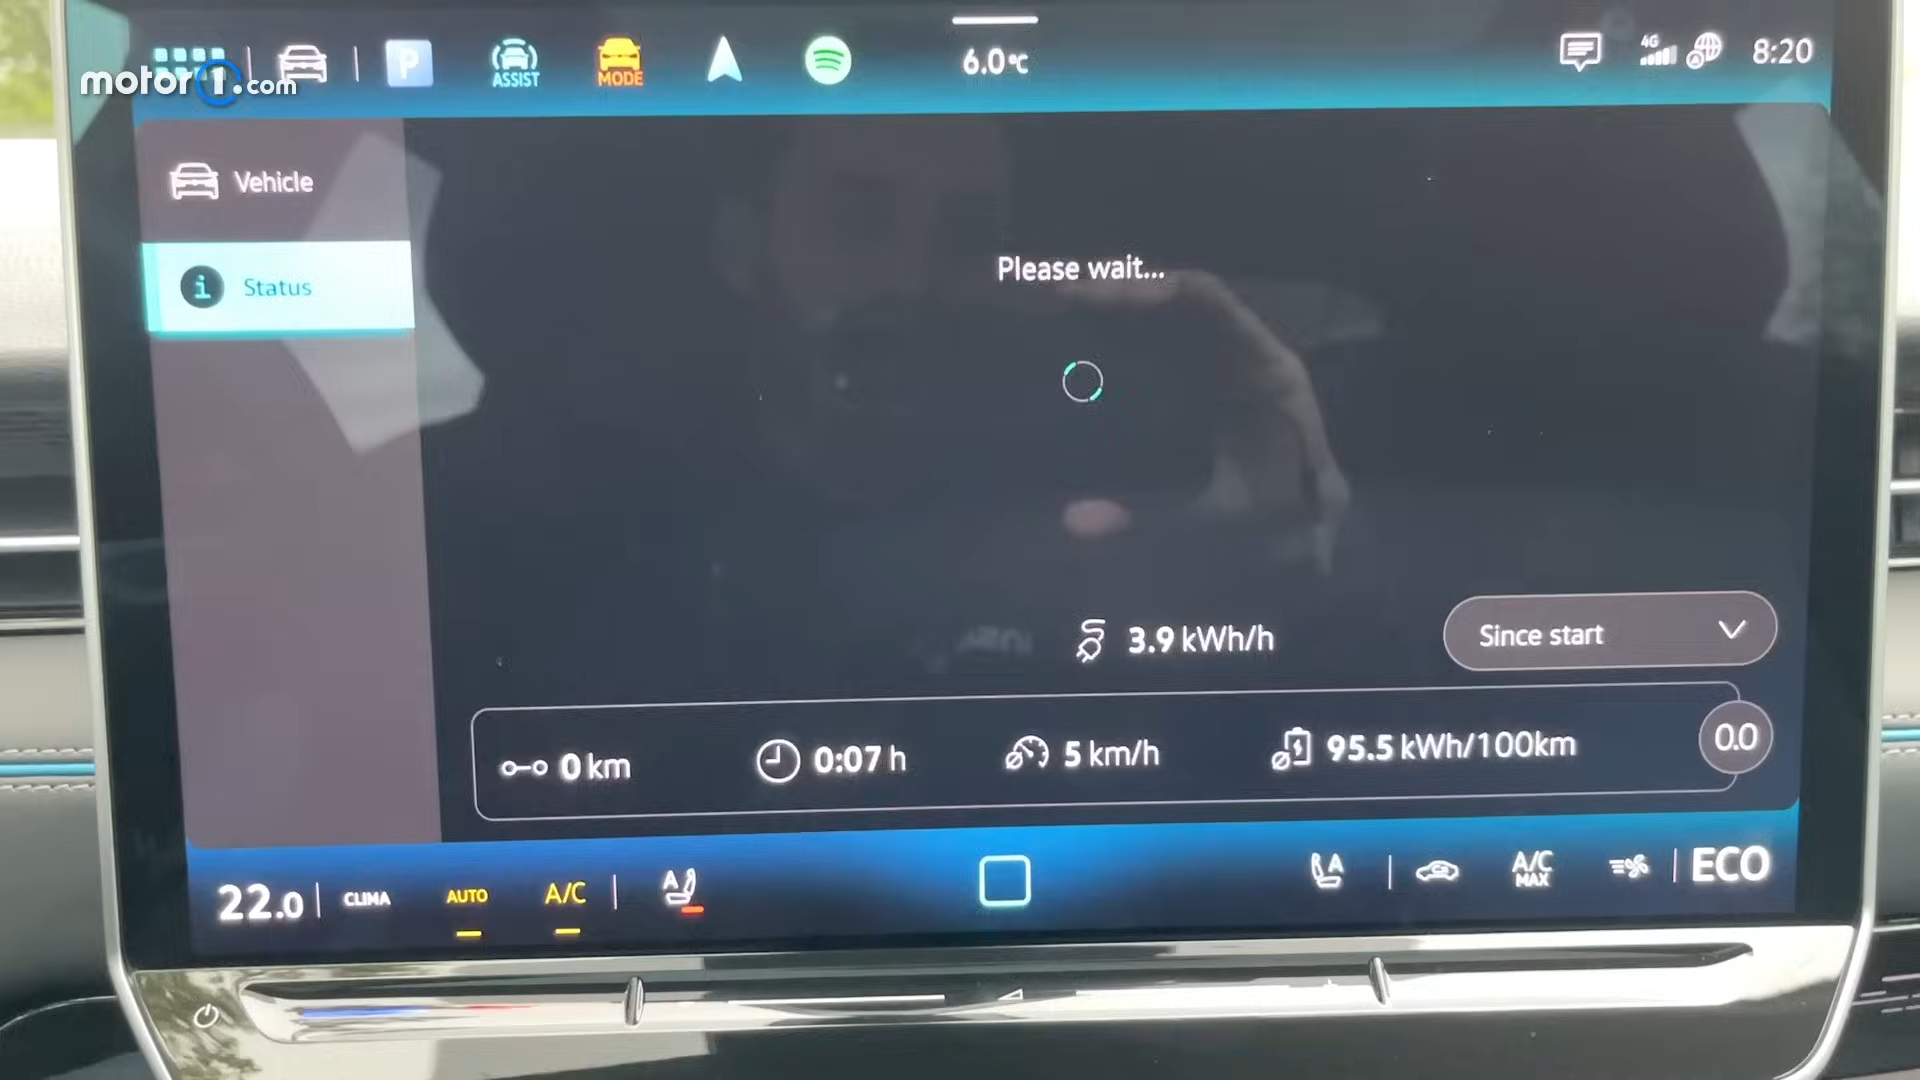 motor1.com
P
ASSIST
MODE
6.0°C
4G
8:20
Vehicle
i Status
Please wait...
3.9 kWh/h
Since start
0 km
0:07 h
5 km/h
95.5 kWh/100km
0.0
22.0
CLIMA
AUTO
A/C
A
A
A/C
MAX
ECO